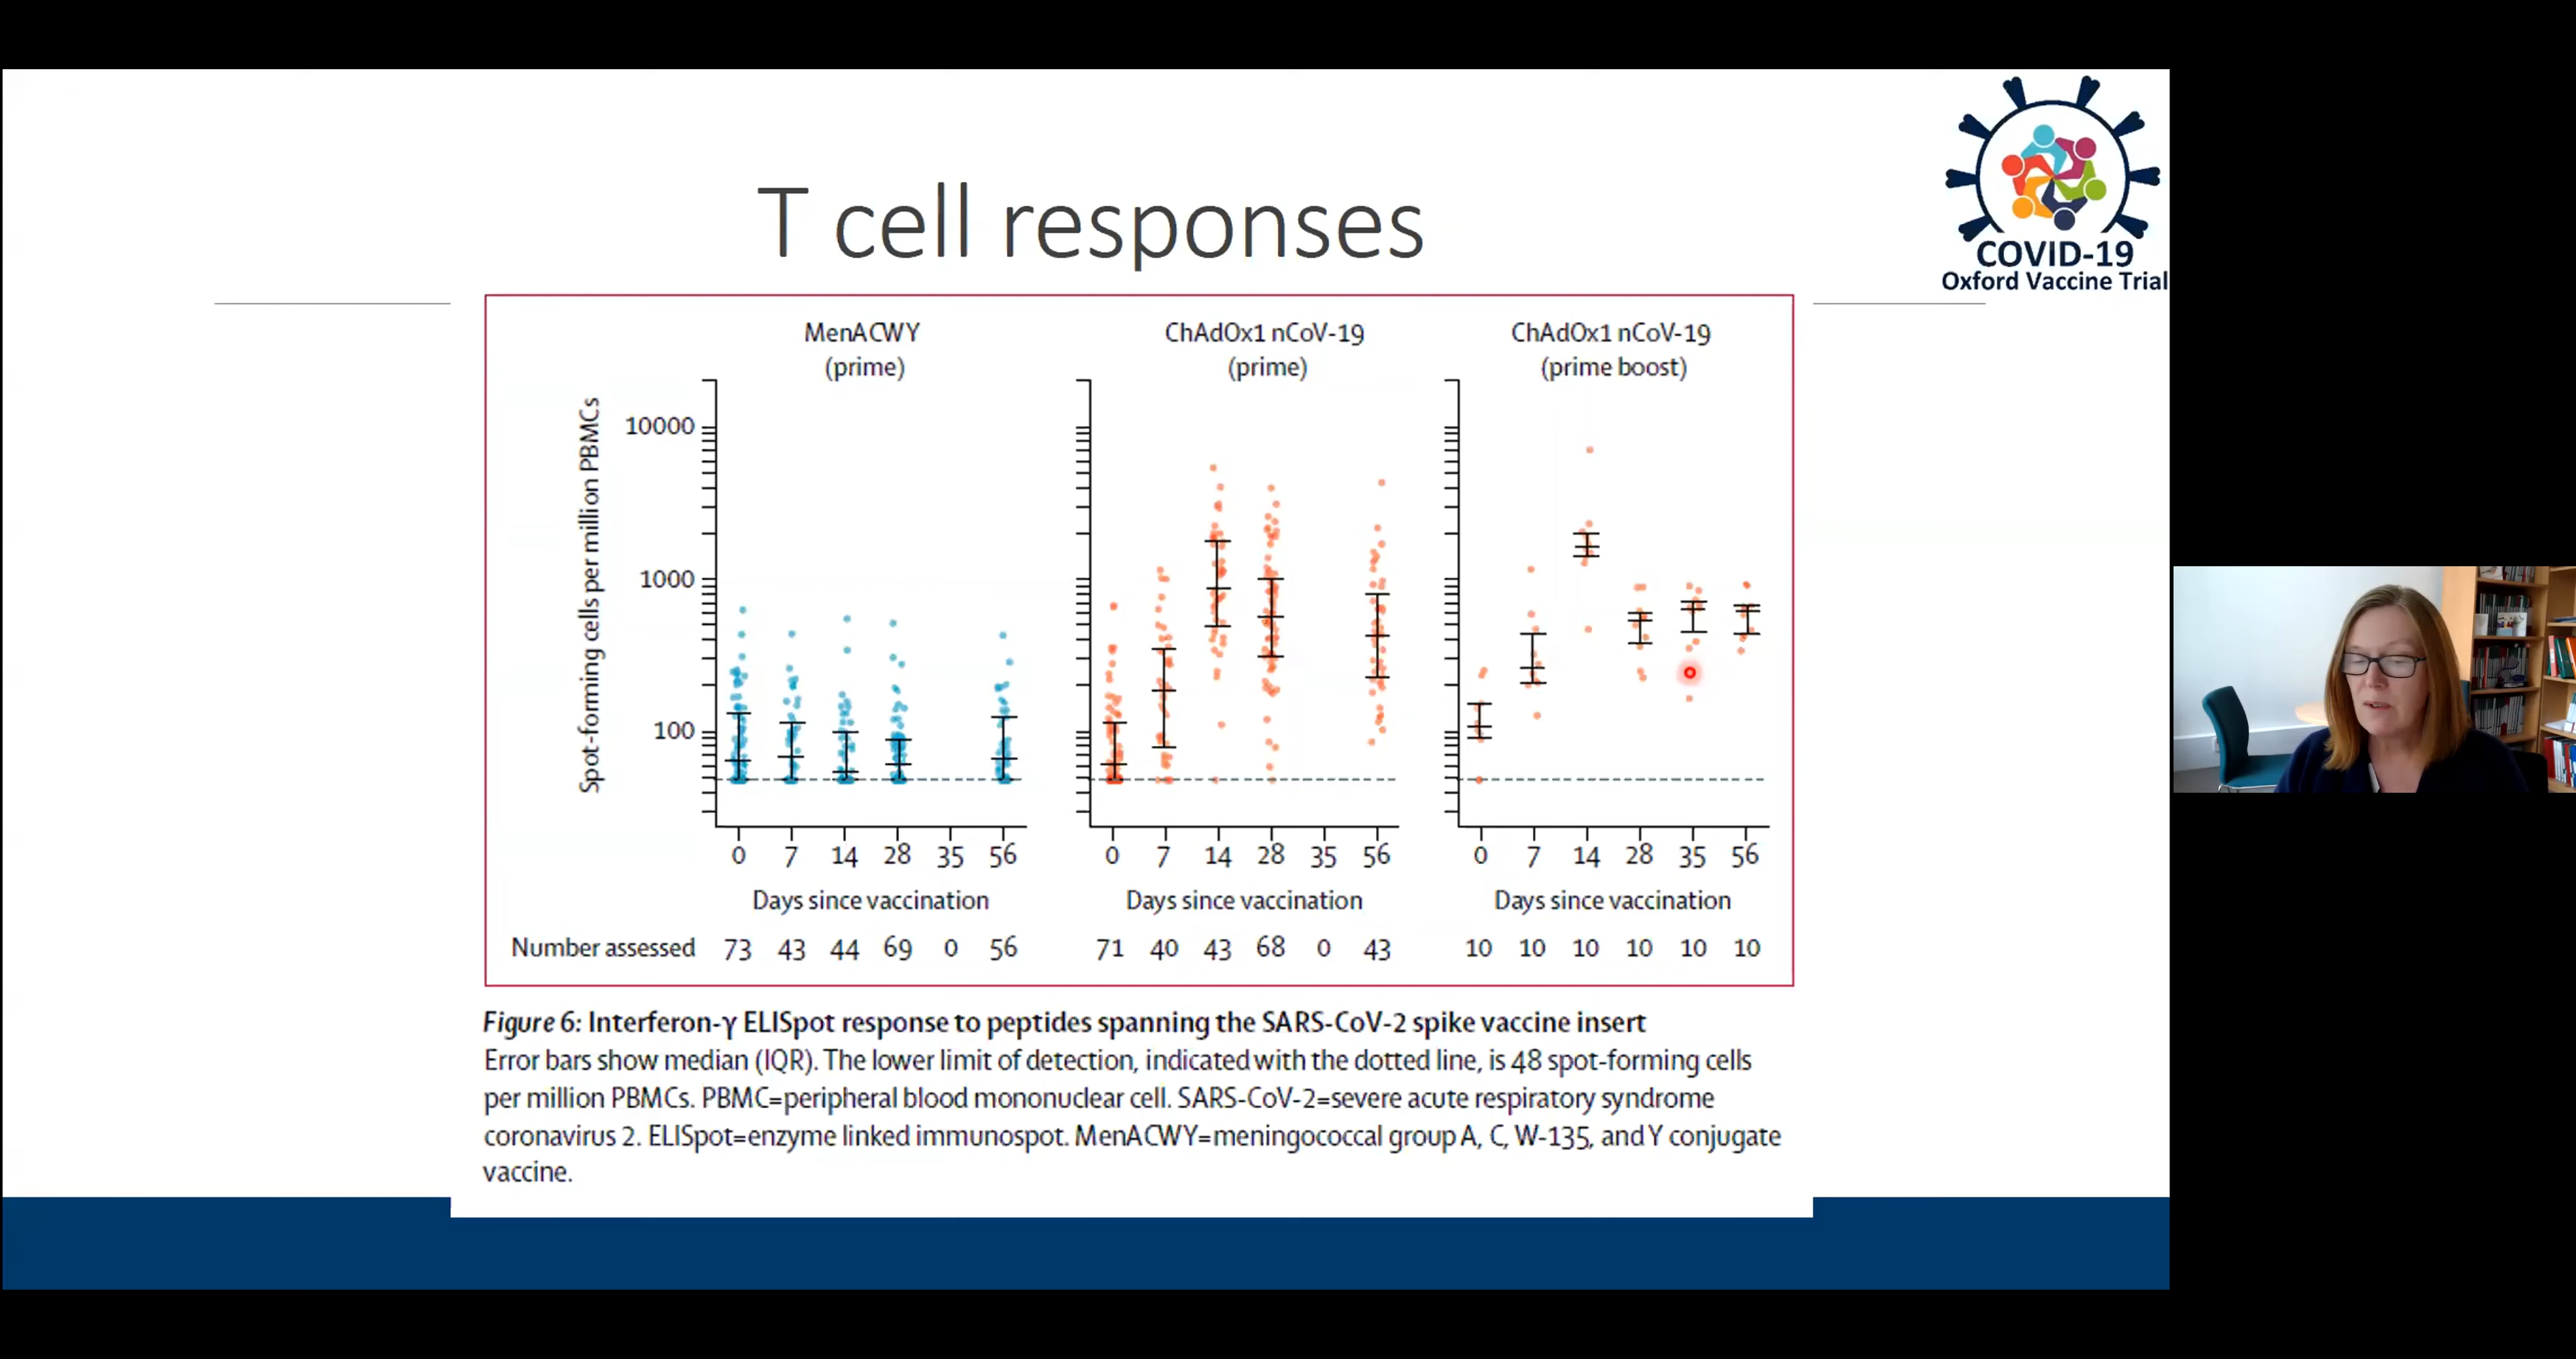 T cell responses
COVID-19
Oxford Vaccine Trial
MenACWY
(prime)
ChAdOx1 nCoV-19
(prime)
ChAdOx1 nCoV-19
(prime boost)
Spot-forming cells per million PBMCs
10000
1000
100
0 7 14 28 35 56
0 7 14 28 35 56
0 7 14 28 35 56
Days since vaccination
Days since vaccination
Days since vaccination
Number assessed 73 43 44 69 0 56 71 40 43 68 0 43 10 10 10 10 10 10
Figure 6: Interferon-γ ELISpot response to peptides spanning the SARS-CoV-2 spike vaccine insert
Error bars show median (IQR). The lower limit of detection, indicated with the dotted line, is 48 spot-forming cells
per million PBMCs. PBMC=peripheral blood mononuclear cell. SARS-CoV-2=severe acute respiratory syndrome
coronavirus 2. ELISpot=enzyme linked immunospot. MenACWY=meningococcal group A, C, W-135, and Y conjugate
vaccine.